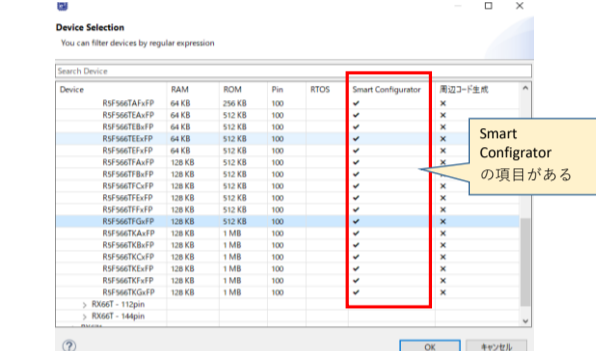 Device Selection
You can filter devices by regular expression
Search Device
Device RAM ROM Pin RTOS Smart Configurator 周辺コード生成
R5F566TAFxFP 64 KB 256 KB 100 ✔ ×
R5F566TEAxFP 64 KB 512 KB 100 ✔ ×
R5F566TEBxFP 64 KB 512 KB 100 ✔ ×
R5F566TEExFP 64 KB 512 KB 100 ✔ ×
R5F566TEFxFP 64 KB 512 KB 100 ✔ ×
R5F566TFAxFP 128 KB 512 KB 100 ✔ ×
R5F566TFBxFP 128 KB 512 KB 100 ✔ ×
R5F566TFCxFP 128 KB 512 KB 100 ✔ ×
R5F566TFExFP 128 KB 512 KB 100 ✔ ×
R5F566TFFxFP 128 KB 512 KB 100 ✔ ×
R5F566TFGxFP 128 KB 512 KB 100 ✔ ×
R5F566TKAxFP 128 KB 1 MB 100 ✔ ×
R5F566TKBxFP 128 KB 1 MB 100 ✔ ×
R5F566TKCxFP 128 KB 1 MB 100 ✔ ×
R5F566TKExFP 128 KB 1 MB 100 ✔ ×
R5F566TKFxFP 128 KB 1 MB 100 ✔ ×
R5F566TKGxFP 128 KB 1 MB 100 ✔ ×
RX66T - 112pin
RX66T - 144pin
Smart
Configrator
の項目がある
OK キャンセル